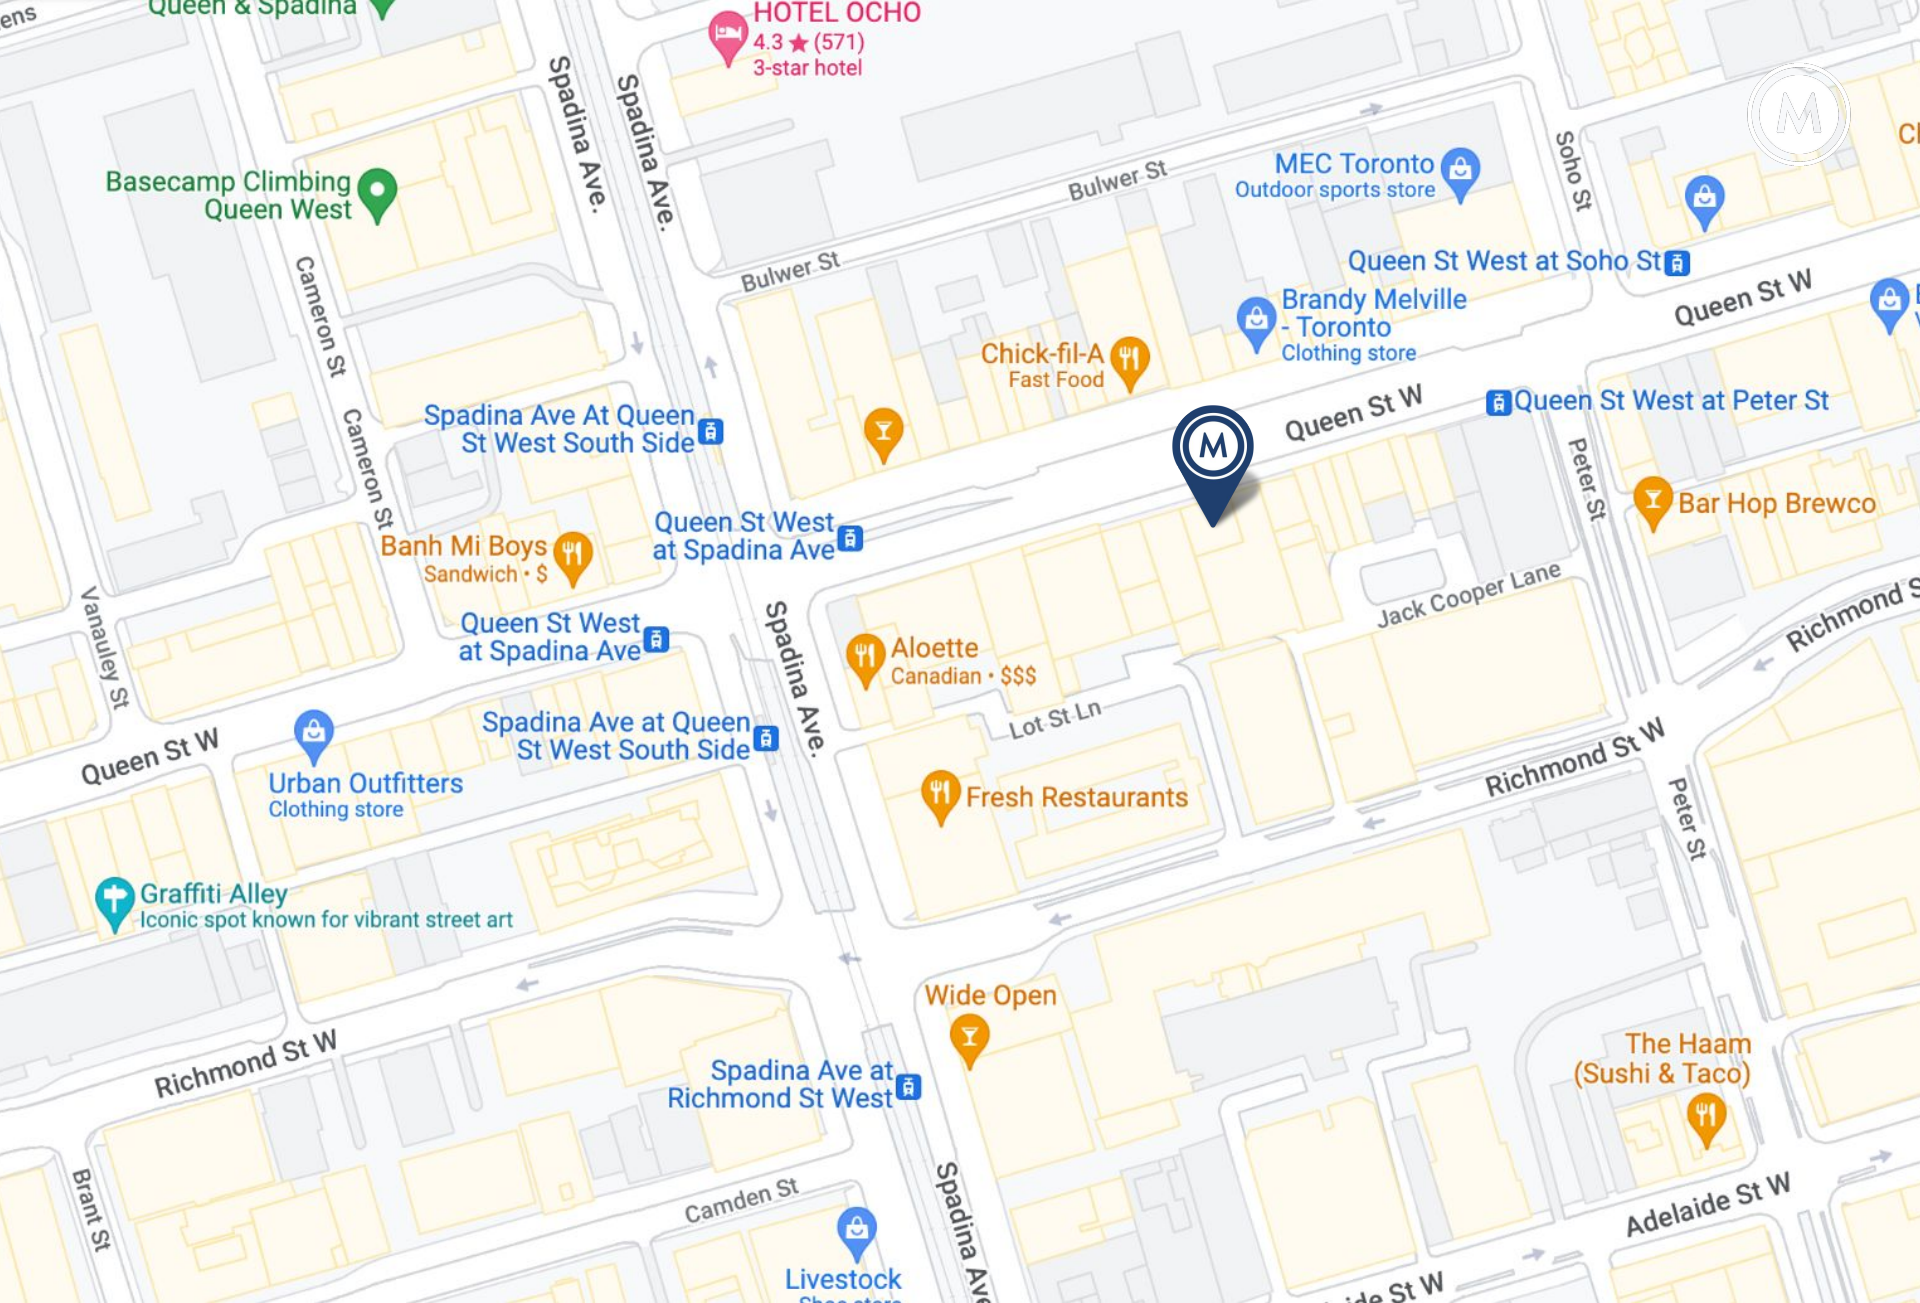 ens
Queen & Spadina
HOTEL OCHO
4.3 ★ (571)
3-star hotel
Spadina Ave.
Spadina Ave.
M
Soho St
MEC Toronto
Outdoor sports store
Bulwer St
Basecamp Climbing
Queen West
Bulwer St
Queen St West at Soho St
Queen St W
Cameron St
Brandy Melville
- Toronto
Clothing store
Chick-fil-A
Fast Food
Queen St W
Queen St West at Peter St
Spadina Ave At Queen
St West South Side
Cameron St
M
Peter St
Bar Hop Brewco
Queen St West
at Spadina Ave
Banh Mi Boys
Sandwich • $
Jack Cooper Lane
Richmond S
Vanauley St
Queen St West
at Spadina Ave
Spadina Ave.
Aloette
Canadian • $$$
Lot St Ln
Spadina Ave at Queen
St West South Side
Queen St W
Richmond St W
Urban Outfitters
Clothing store
Fresh Restaurants
Peter St
Graffiti Alley
Iconic spot known for vibrant street art
Wide Open
Richmond St W
The Haam
(Sushi & Taco)
Spadina Ave at
Richmond St West
Brant St
Camden St
Spadina Ave
Adelaide St W
Livestock
Shoe store
ide St W